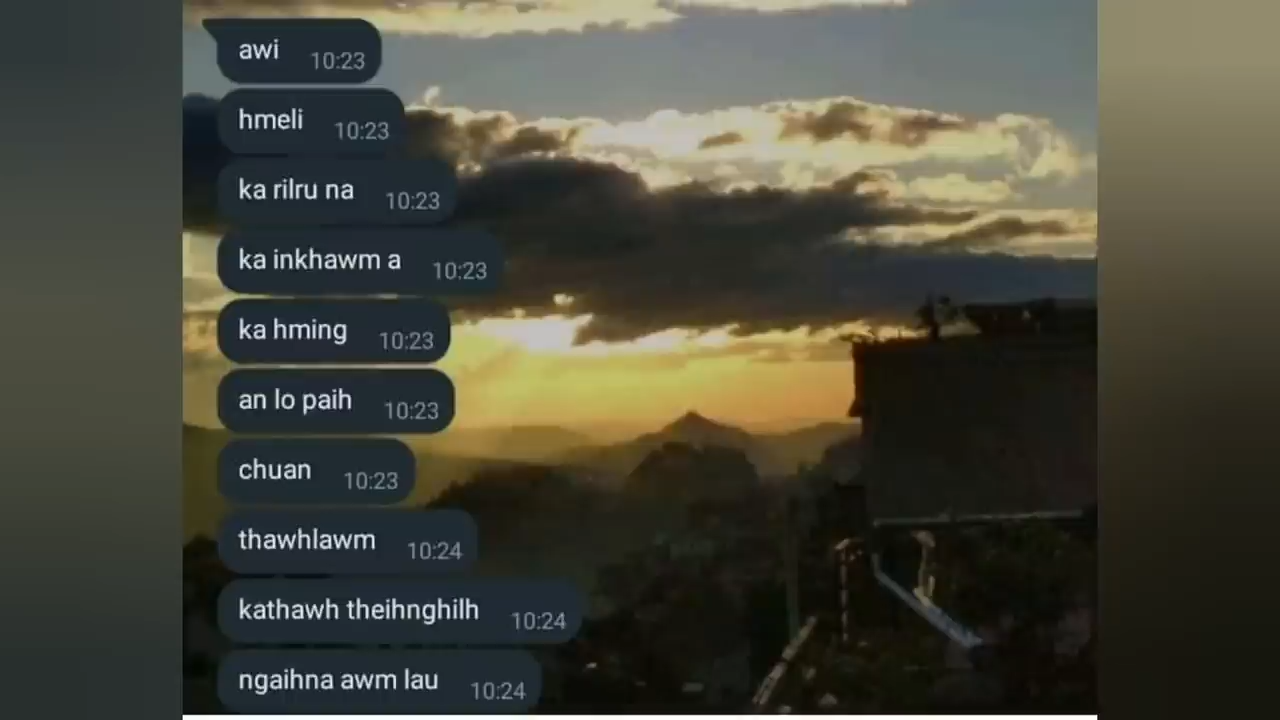 awi 10:23
hmeli 10:23
ka rilru na 10:23
ka inkhawm a 10:23
ka hming 10:23
an lo paih 10:23
chuan 10:23
thawhlawm 10:24
kathawh theihnghilh 10:24
ngaihna awm lau 10:24